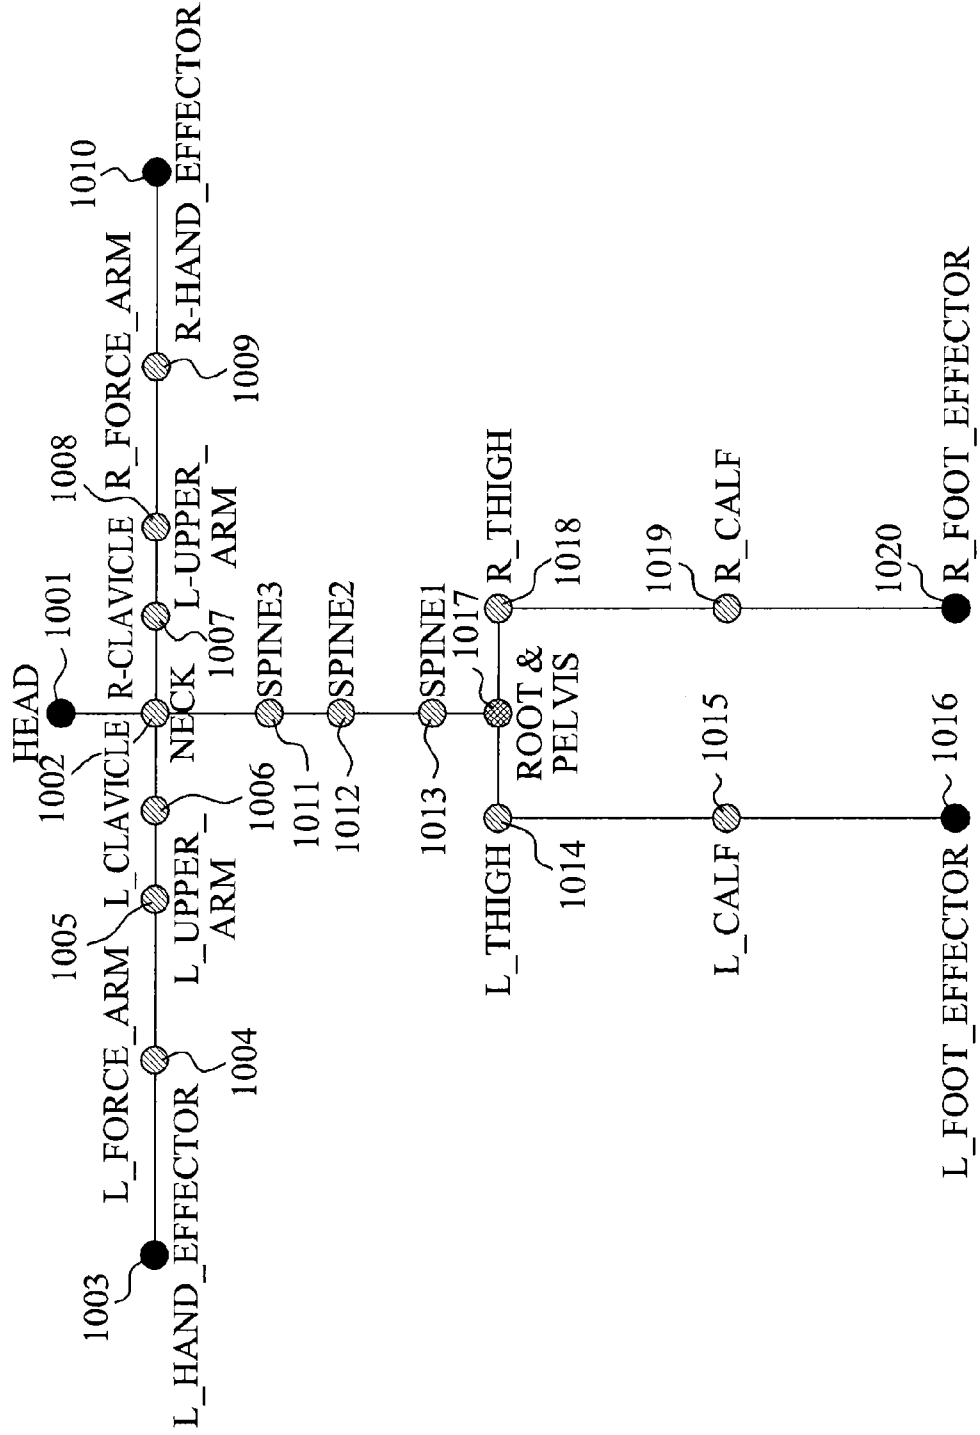 HEAD
1001
1002
L_HAND_EFFECTOR
1003
L_FORCE_ARM
1004
1005
L_CLAVICLE
L_UPPER_
ARM
1006
NECK
R-CLAVICLE
1007
L-UPPER_
ARM
1008
R_FORCE_ARM
1009
R-HAND_EFFECTOR
1010
SPINE3
1011
SPINE2
1012
SPINE1
1013
1017
ROOT &
PELVIS
L_THIGH
1014
R_THIGH
1018
L_CALF
1015
R_CALF
1019
L_FOOT_EFFECTOR
1016
R_FOOT_EFFECTOR
1020